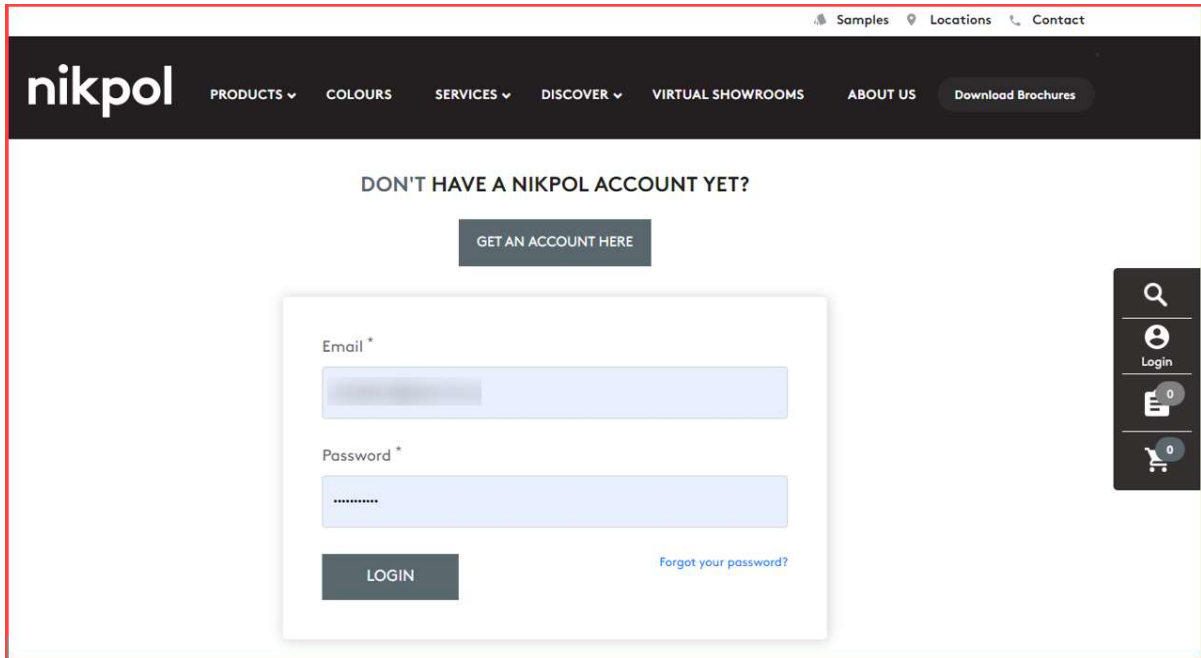 Samples Locations Contact
nikpol PRODUCTS COLOURS SERVICES DISCOVER VIRTUAL SHOWROOMS ABOUT US Download Brochures
DON'T HAVE A NIKPOL ACCOUNT YET?
GET AN ACCOUNT HERE
Email *
Password *
...........
LOGIN
Forgot your password?
Login
0
0